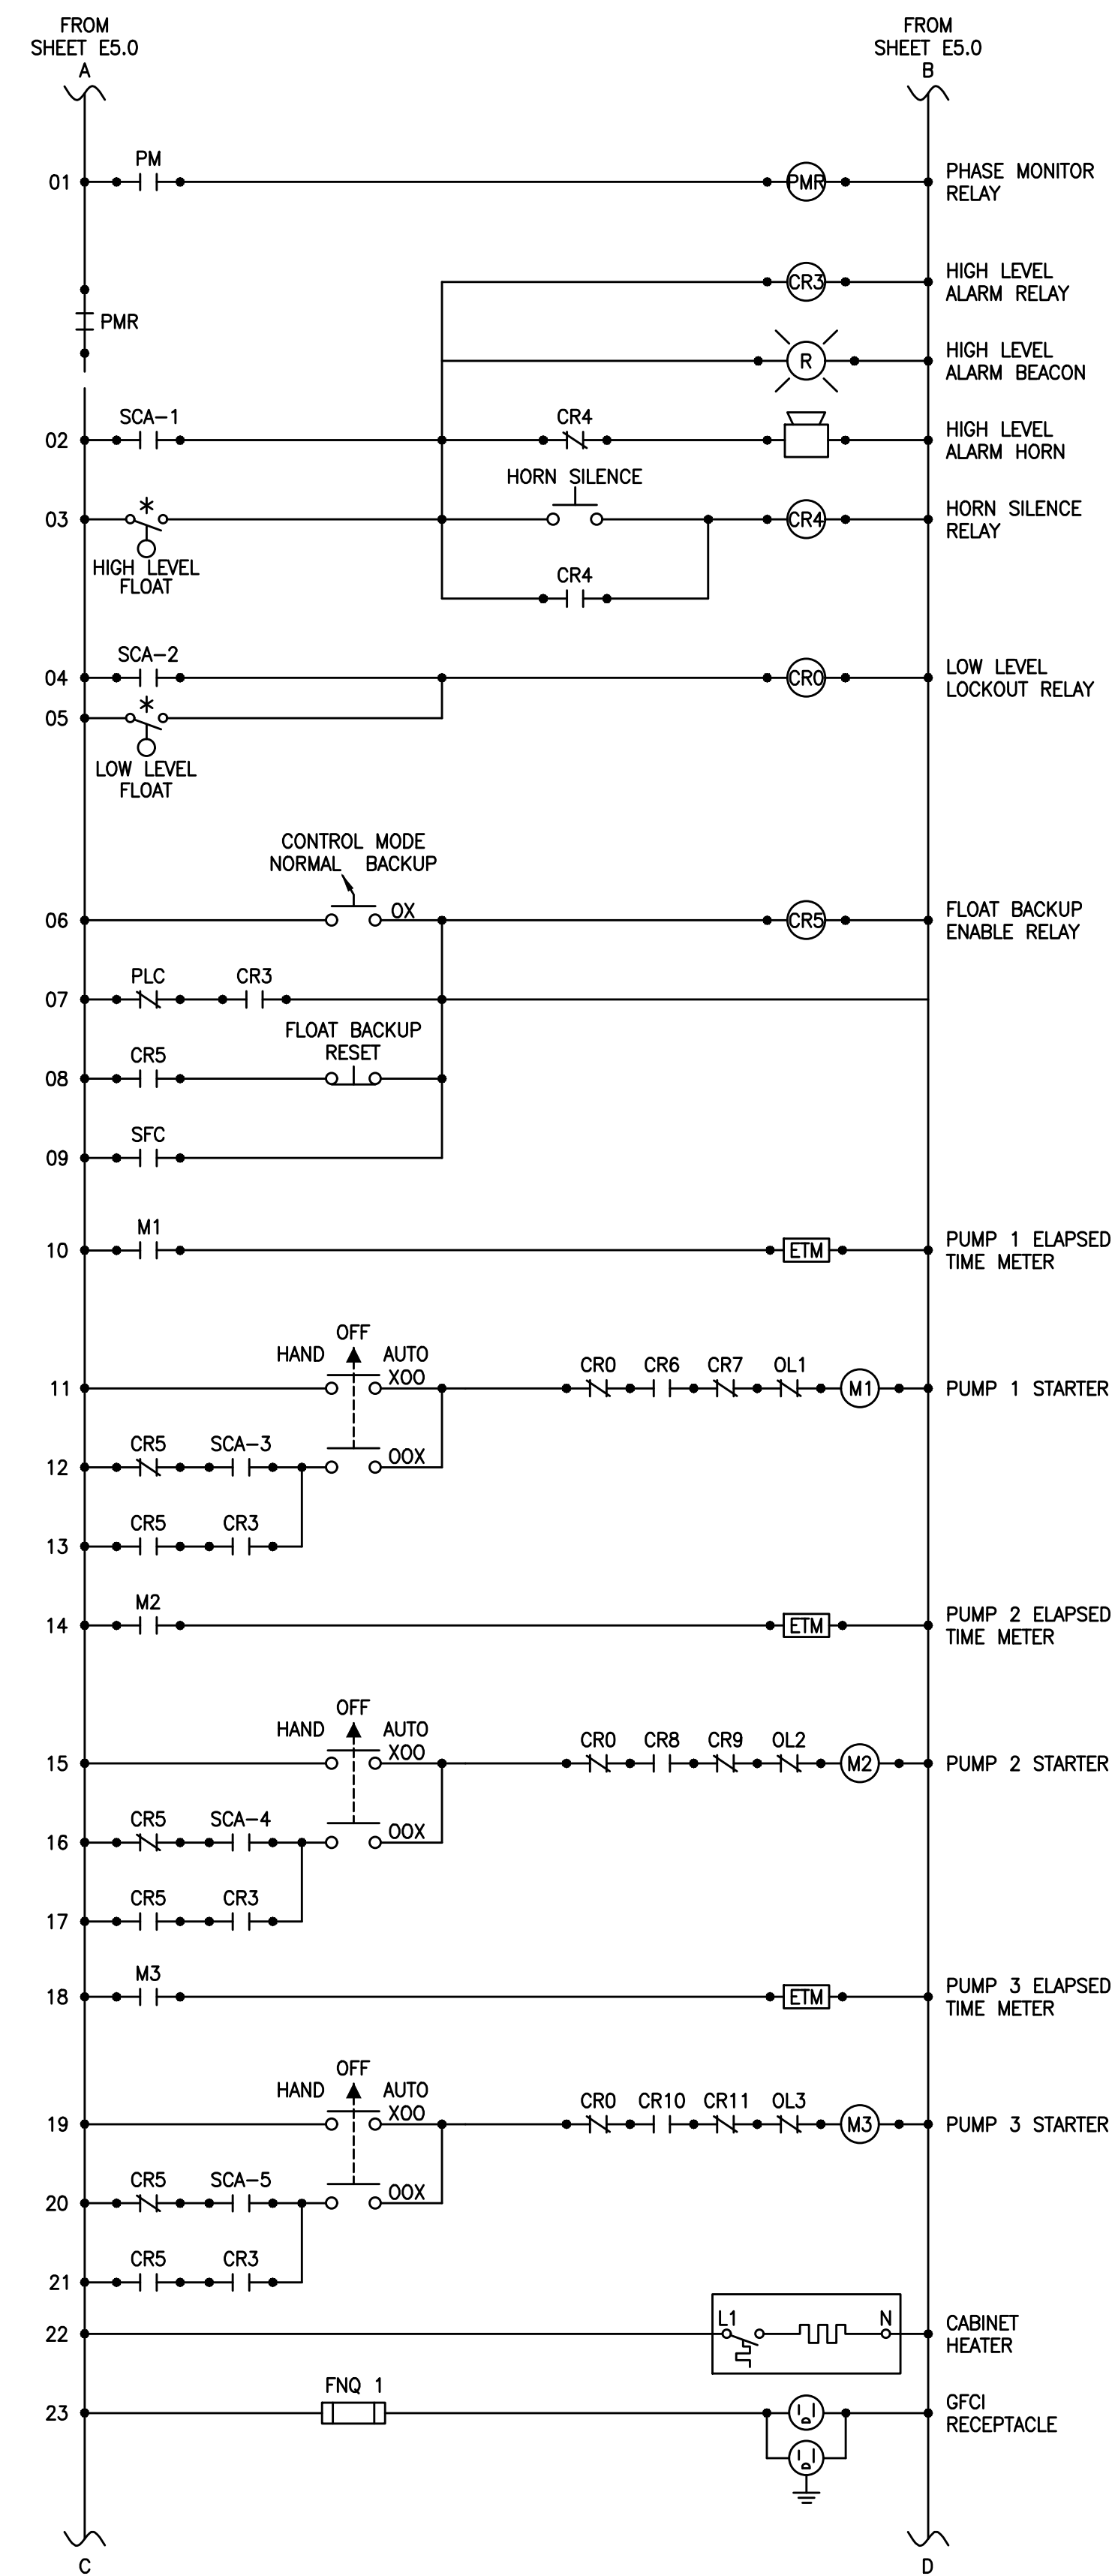 FROM
SHEET E5.0
A
FROM
SHEET E5.0
B
01
PM
PMR
PHASE MONITOR
RELAY
PMR
CR3
HIGH LEVEL
ALARM RELAY
R
HIGH LEVEL
ALARM BEACON
02
SCA-1
CR4
HIGH LEVEL
ALARM HORN
03
*
HIGH LEVEL
FLOAT
HORN SILENCE
CR4
HORN SILENCE
RELAY
CR4
04
SCA-2
CR0
LOW LEVEL
LOCKOUT RELAY
05
*
LOW LEVEL
FLOAT
CONTROL MODE
NORMAL BACKUP
06
OX
CR5
FLOAT BACKUP
ENABLE RELAY
07
PLC
CR3
FLOAT BACKUP
RESET
08
CR5
09
SFC
10
M1
ETM
PUMP 1 ELAPSED
TIME METER
OFF
HAND
AUTO
11
XOO
CR0
CR6
CR7
OL1
M1
PUMP 1 STARTER
12
CR5
SCA-3
OOX
13
CR5
CR3
14
M2
ETM
PUMP 2 ELAPSED
TIME METER
OFF
HAND
AUTO
15
XOO
CR0
CR8
CR9
OL2
M2
PUMP 2 STARTER
16
CR5
SCA-4
OOX
17
CR5
CR3
18
M3
ETM
PUMP 3 ELAPSED
TIME METER
OFF
HAND
AUTO
19
XOO
CR0
CR10
CR11
OL3
M3
PUMP 3 STARTER
20
CR5
SCA-5
OOX
21
CR5
CR3
22
L1
N
CABINET
HEATER
23
FNQ 1
GFCI
RECEPTACLE
C
D